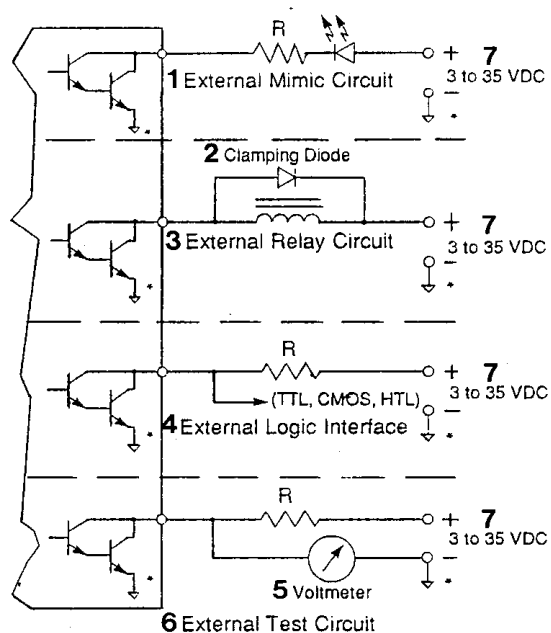 R
+ 7
1 External Mimic Circuit
3 to 35 VDC
−
*
*
2 Clamping Diode
+ 7
3 External Relay Circuit
3 to 35 VDC
−
*
*
R
+ 7
(TTL, CMOS, HTL)
3 to 35 VDC
−
4 External Logic Interface
*
*
R
+ 7
3 to 35 VDC
−
5 Voltmeter
*
*
6 External Test Circuit